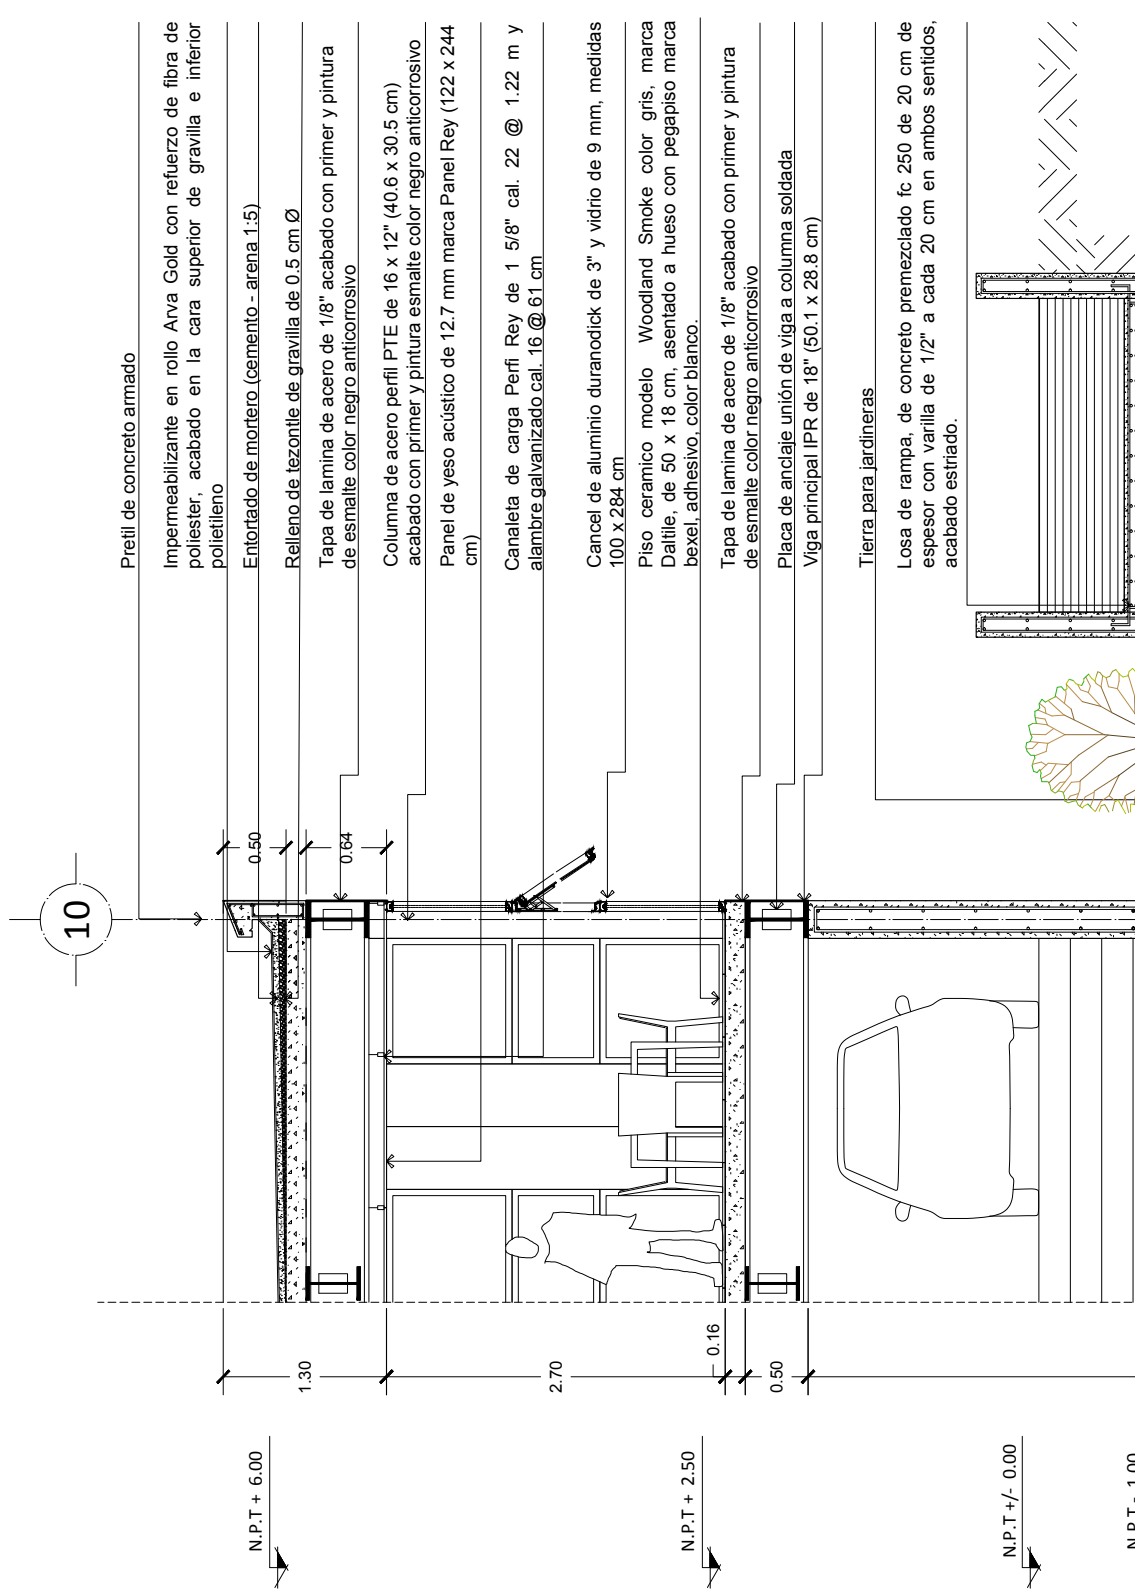 10
Pretil de concreto armado
Impermeabilizante en rollo Arva Gold con refuerzo de fibra de
poliester, acabado en la cara superior de gravilla e inferior
polietileno
Entortado de mortero (cemento - arena 1:5)
Relleno de tezontle de gravilla de 0.5 cm Ø
Tapa de lamina de acero de 1/8" acabado con primer y pintura
de esmalte color negro anticorrosivo
Columna de acero perfil PTE de 16 x 12" (40.6 x 30.5 cm)
acabado con primer y pintura esmalte color negro anticorrosivo
Panel de yeso acústico de 12.7 mm marca Panel Rey (122 x 244
cm)
Canaleta de carga Perfi Rey de 1 5/8" cal. 22 @ 1.22 m y
alambre galvanizado cal. 16 @ 61 cm
Cancel de aluminio duranodick de 3" y vidrio de 9 mm, medidas
100 x 284 cm
Piso ceramico modelo Woodland Smoke color gris, marca
Daltile, de 50 x 18 cm, asentado a hueso con pegapiso marca
bexel, adhesivo, color blanco.
Tapa de lamina de acero de 1/8" acabado con primer y pintura
de esmalte color negro anticorrosivo
Placa de anclaje unión de viga a columna soldada
Viga principal IPR de 18" (50.1 x 28.8 cm)
Tierra para jardineras
Losa de rampa, de concreto premezclado fc 250 de 20 cm de
espesor con varilla de 1/2" a cada 20 cm en ambos sentidos,
acabado estriado.
0.50
0.64
1.30
2.70
0.16
0.50
N.P.T + 6.00
N.P.T + 2.50
N.P.T +/- 0.00
N.P.T - 1.00